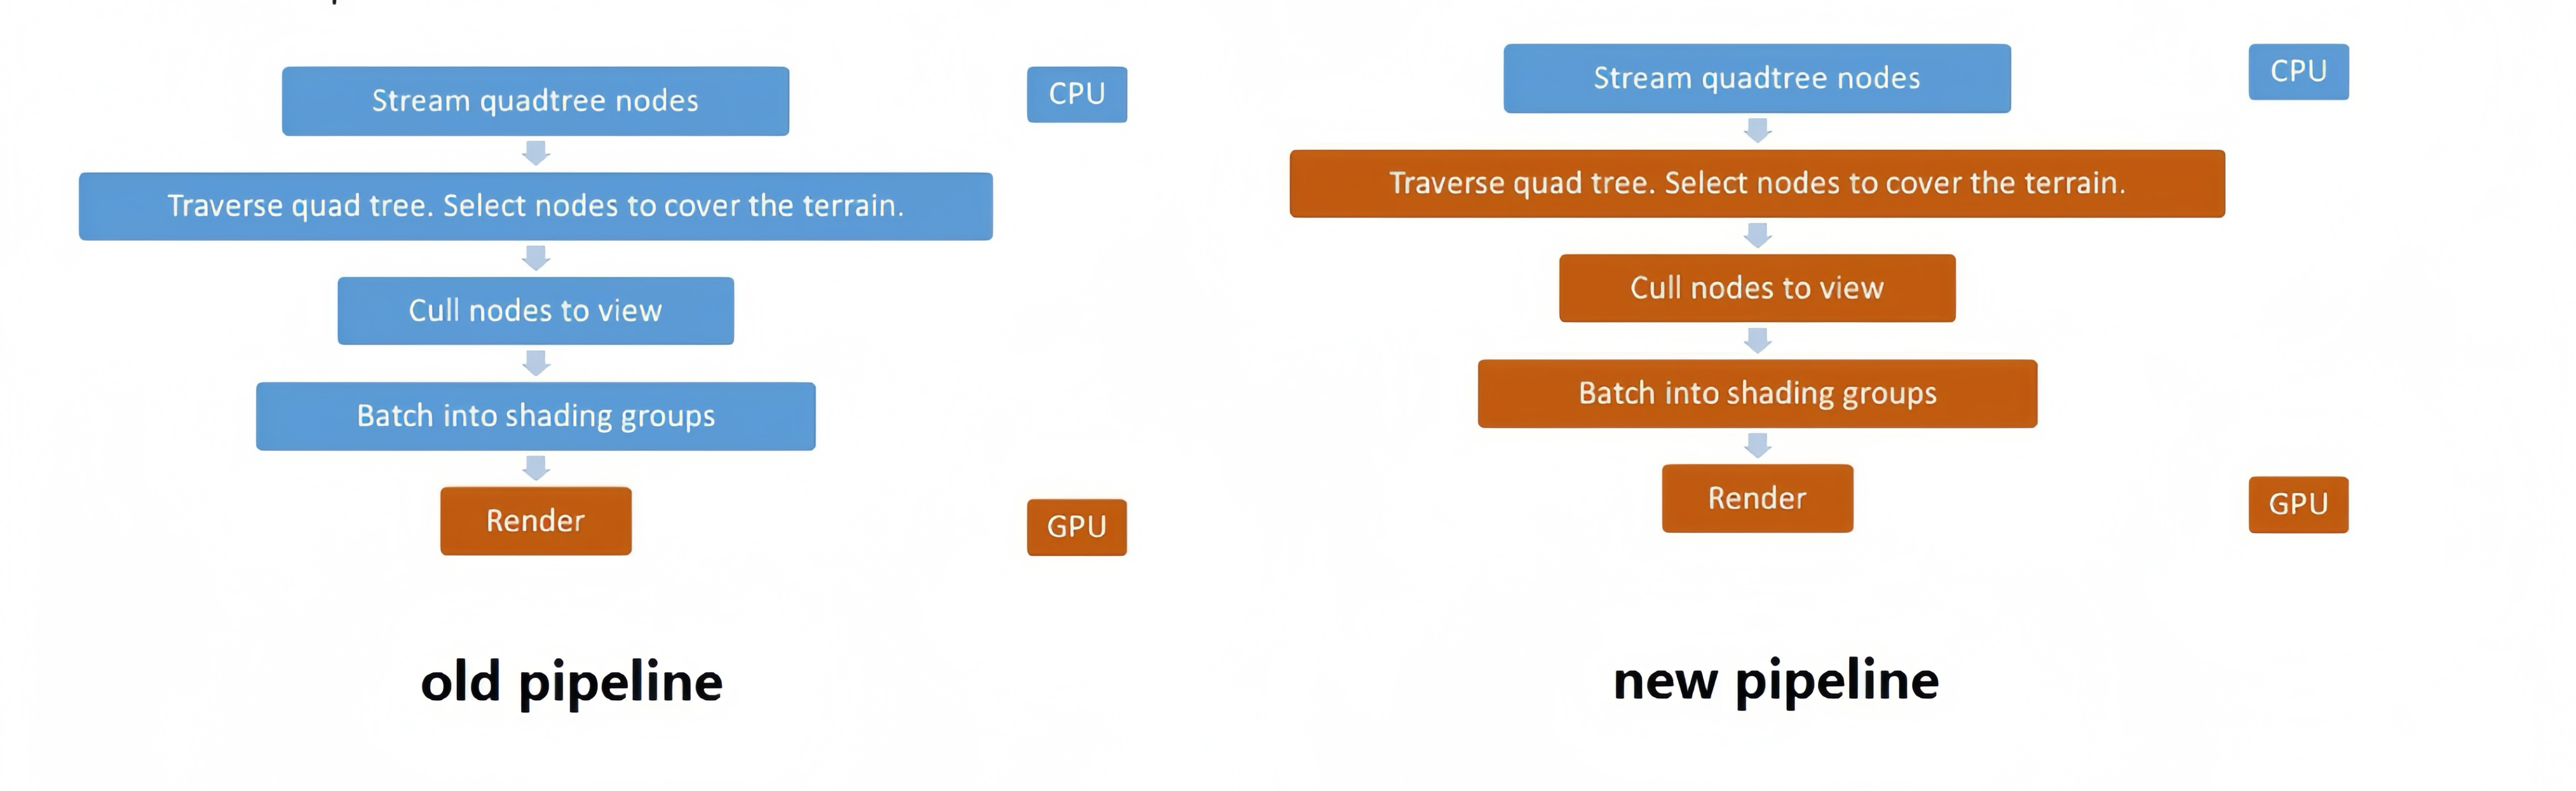 Stream quadtree nodes
CPU
Traverse quad tree. Select nodes to cover the terrain.
Cull nodes to view
Batch into shading groups
Render
GPU
old pipeline
Stream quadtree nodes
CPU
Traverse quad tree. Select nodes to cover the terrain.
Cull nodes to view
Batch into shading groups
Render
GPU
new pipeline